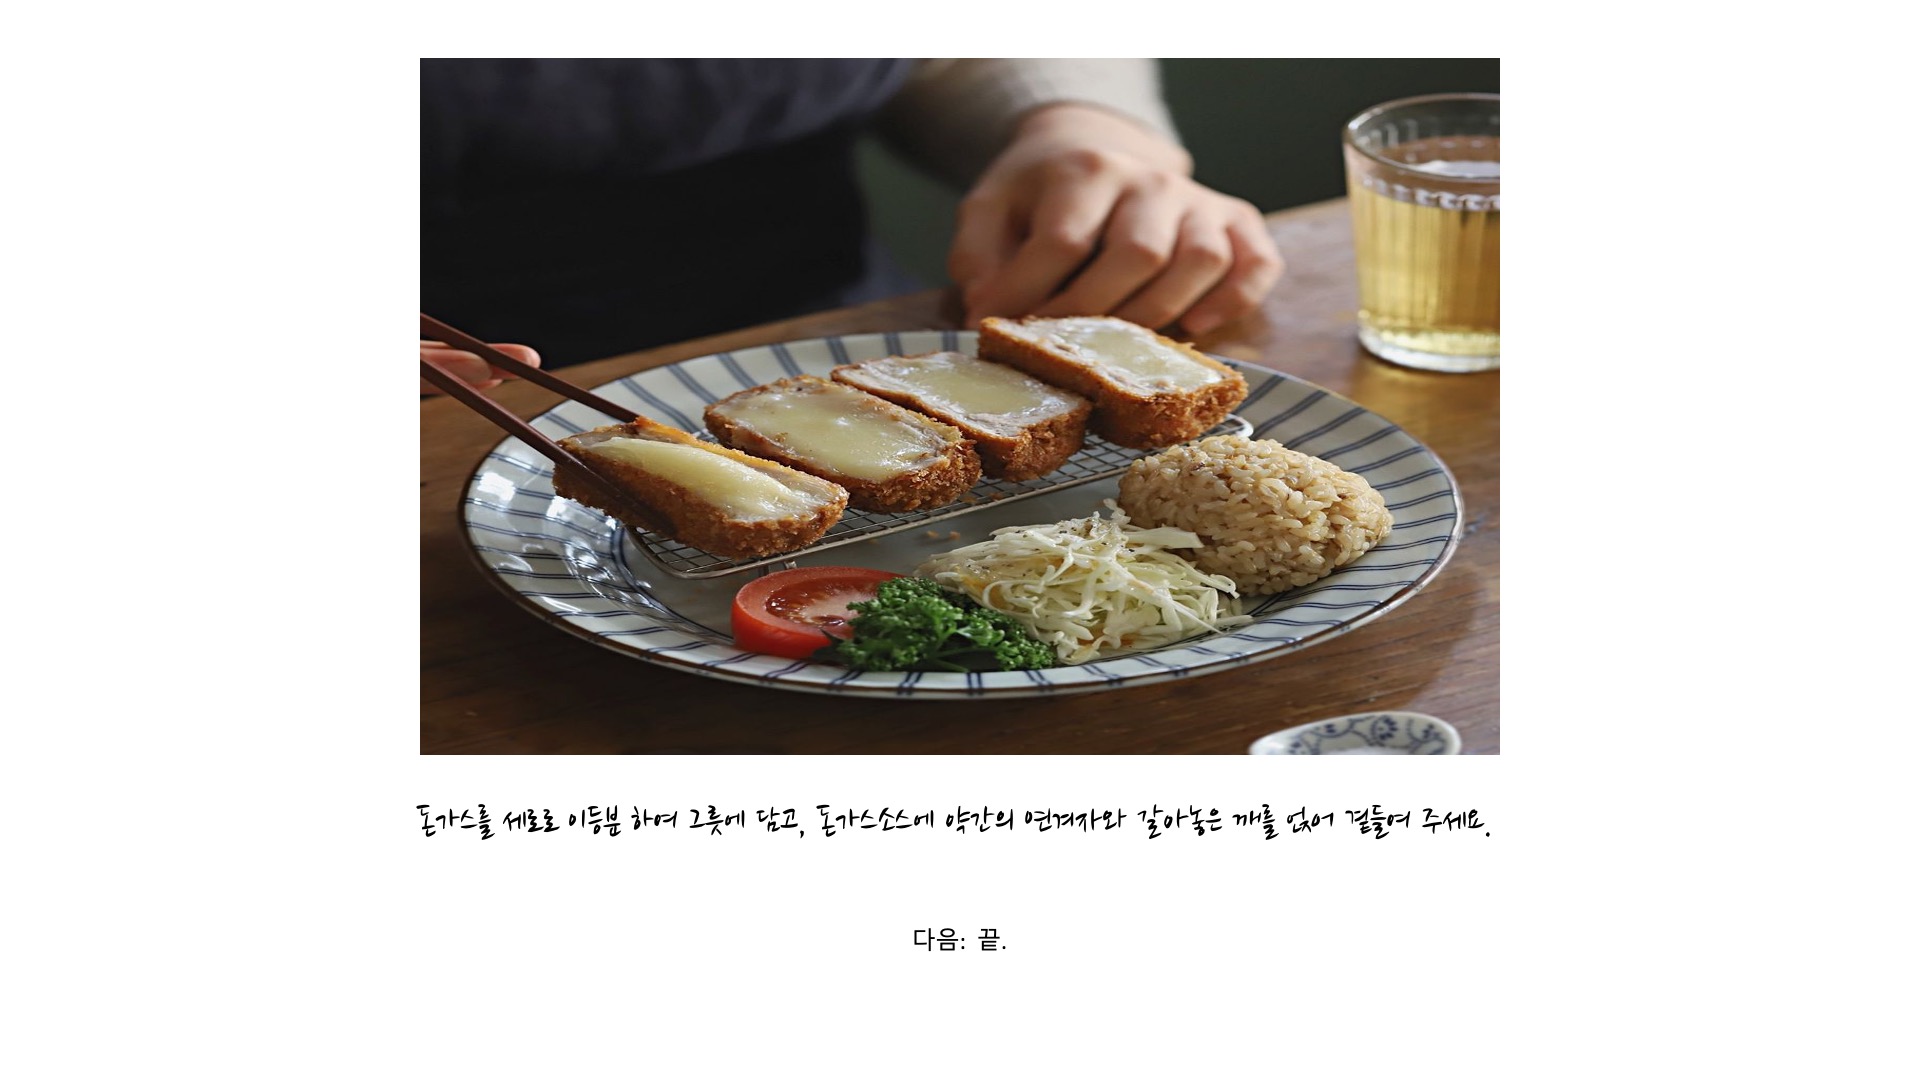 돈가스를 세로로 이등분 하여 그릇에 담고, 돈가스소스에 약간의 연겨자와 갈아놓은 깨를 얹어 곁들여 주세요.
다음: 끝.